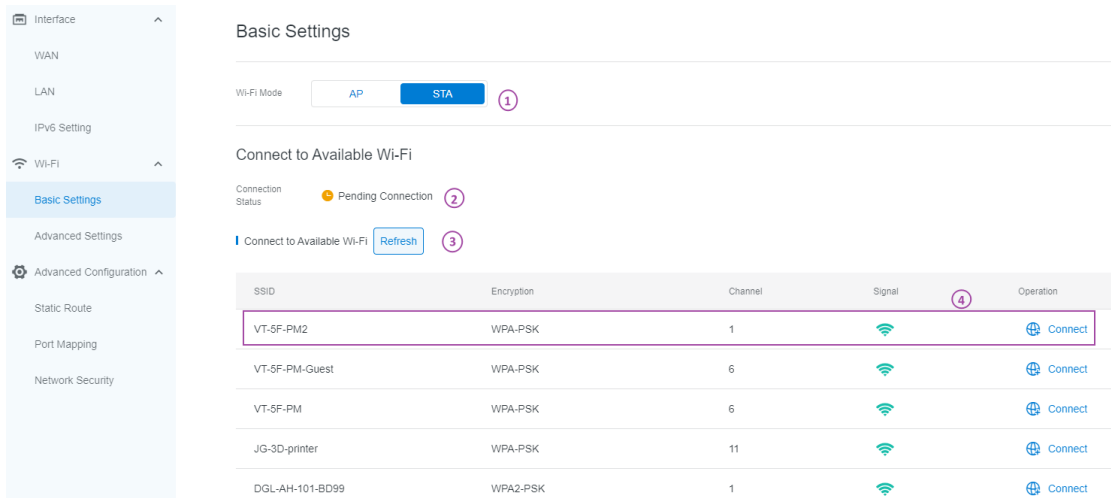 Interface
WAN
LAN
IPv6 Setting
Wi-Fi
Basic Settings
Advanced Settings
Advanced Configuration
Static Route
Port Mapping
Network Security
Basic Settings
Wi-Fi Mode AP STA 1
Connect to Available Wi-Fi
Connection
Status
Pending Connection 2
Connect to Available Wi-Fi Refresh 3
SSID Encryption Channel Signal 4 Operation
VT-5F-PM2 WPA-PSK 1 Connect
VT-5F-PM-Guest WPA-PSK 6 Connect
VT-5F-PM WPA-PSK 6 Connect
JG-3D-printer WPA-PSK 11 Connect
DGL-AH-101-BD99 WPA2-PSK 1 Connect